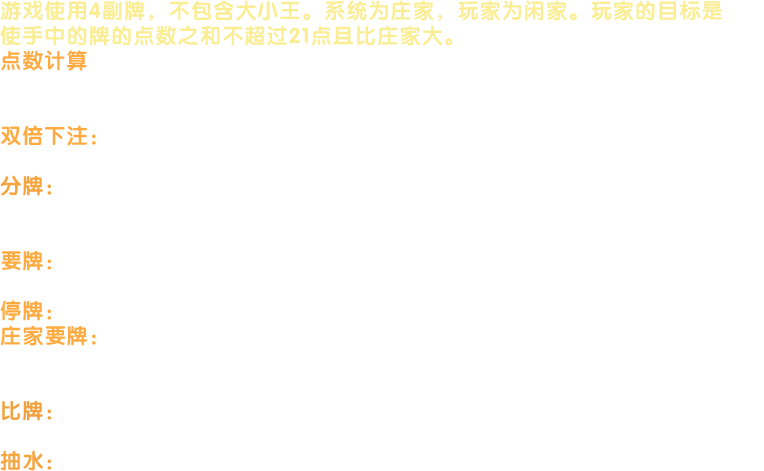 游戏使用4副牌，不包含大小王。系统为庄家，玩家为闲家。玩家的目标是
使手中的牌的点数之和不超过21点且比庄家大。
点数计算
双倍下注：
分牌：
要牌：
停牌：
庄家要牌：
比牌：
抽水：